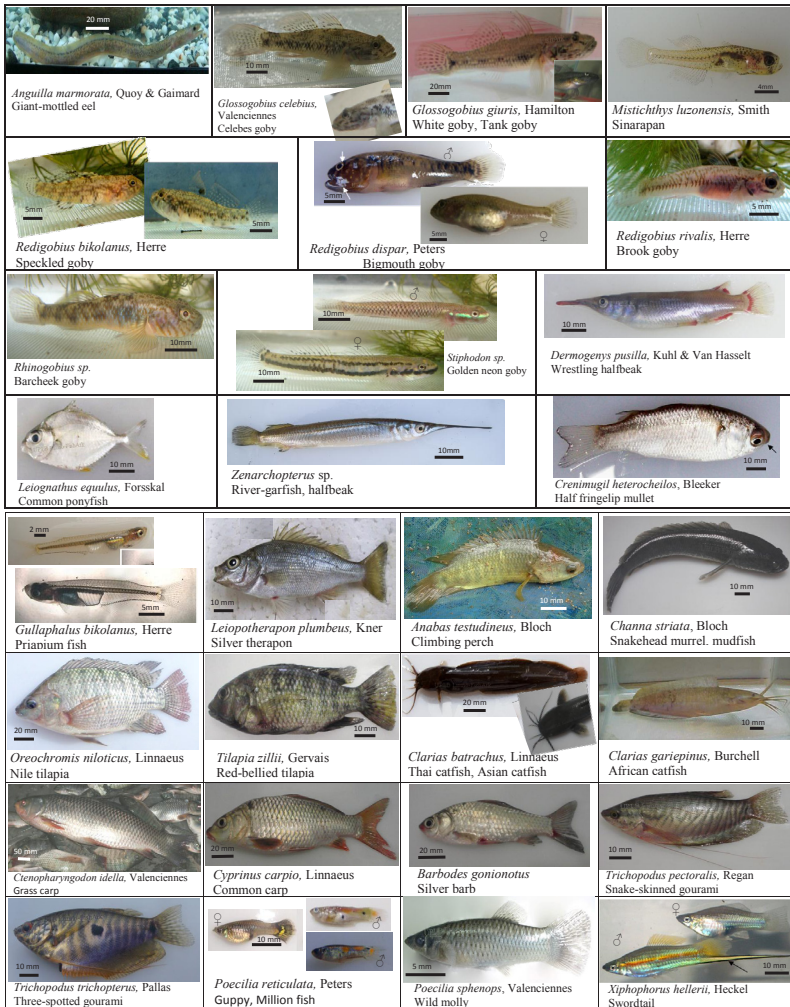 20 mm
Anguilla marmorata, Quoy & Gaimard
Giant-mottled eel
10 mm
Glossogobius celebius,
Valenciennes
Celebes goby
20mm
Glossogobius giuris, Hamilton
White goby, Tank goby
4mm
Mistichthys luzonensis, Smith
Sinarapan
5mm
5mm
Redigobius bikolanus, Herre
Speckled goby
♂
5mm
5mm
♀
Redigobius dispar, Peters
Bigmouth goby
5 mm
Redigobius rivalis, Herre
Brook goby
10mm
Rhinogobius sp.
Barcheek goby
♂
10mm
♀
10mm
Stiphodon sp.
Golden neon goby
10 mm
Dermogenys pusilla, Kuhl & Van Hasselt
Wrestling halfbeak
10 mm
Leiognathus equulus, Forsskal
Common ponyfish
10mm
Zenarchopterus sp.
River-garfish, halfbeak
10 mm
Crenimugil heterocheilos, Bleeker
Half fringelip mullet
2 mm
5mm
Gullaphalus bikolanus, Herre
Priapium fish
10 mm
Leiopotherapon plumbeus, Kner
Silver therapon
10 mm
Anabas testudineus, Bloch
Climbing perch
10 mm
Channa striata, Bloch
Snakehead murrel. mudfish
20 mm
Oreochromis niloticus, Linnaeus
Nile tilapia
10 mm
Tilapia zillii, Gervais
Red-bellied tilapia
20 mm
Clarias batrachus, Linnaeus
Thai catfish, Asian catfish
10 mm
Clarias gariepinus, Burchell
African catfish
50 mm
Ctenopharyngodon idella, Valenciennes
Grass carp
20 mm
Cyprinus carpio, Linnaeus
Common carp
20 mm
Barbodes gonionotus
Silver barb
10 mm
Trichopodus pectoralis, Regan
Snake-skinned gourami
10 mm
Trichopodus trichopterus, Pallas
Three-spotted gourami
♀
10 mm
♂
♂
Poecilia reticulata, Peters
Guppy, Million fish
5 mm
Poecilia sphenops, Valenciennes
Wild molly
♀
♂
10 mm
Xiphophorus hellerii, Heckel
Swordtail